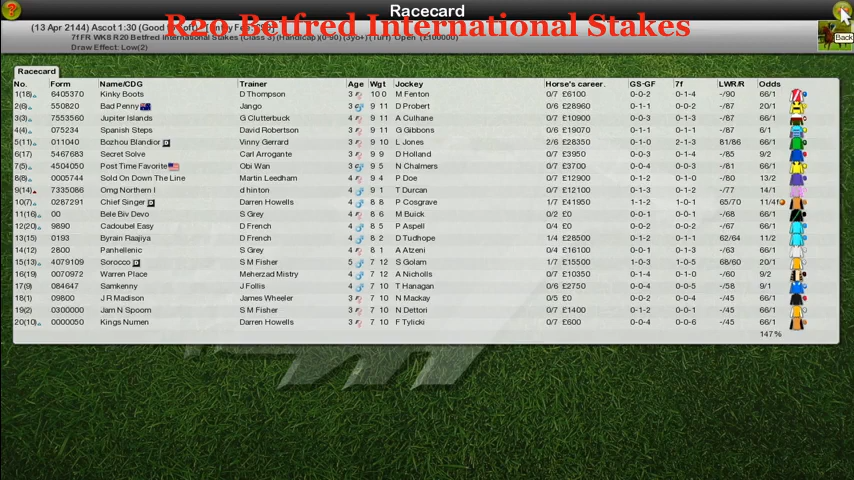 Racecard
R20 Betfred International Stakes
7fFR WK8 R20 Betfred International Stakes (Class 3) (Handicap)(0-90) (3yo+) (Turf) Open (£100000)
Draw Effect: Low(2)
Back
Racecard
No. Form Name/CDG Trainer Age Wgt Jockey Horse's career. GS-GF 7f LWR/R Odds
1(18) 6405370 Kinky Boots D Thompson 3 10 0 M Fenton 0/7 £6100 0-0-2 0-1-4 -/90 66/1
2(6) 550820 Bad Penny Jango 3 9 11 D Probert 0/6 £28960 0-1-1 0-0-2 -/87 20/1
3(3) 7553560 Jupiter Islands G Clutterbuck 4 9 11 A Culhane 0/7 £10900 0-0-3 0-1-3 -/87 66/1
4(4) 075234 Spanish Steps David Robertson 3 9 11 G Gibbons 0/6 £19070 0-1-1 0-1-1 -/87 6/1
5(11) 011040 Bozhou Blandior D Vinny Gerrard 3 9 10 L Jones 2/6 £28350 0-1-0 2-1-3 81/86 66/1
6(17) 5467683 Secret Solve Carl Arrogante 3 9 9 D Holland 0/7 £3950 0-0-3 0-1-4 -/85 9/2
7(5) 4504050 Post Time Favorite Obi Wan 3 9 5 N Chalmers 0/7 £3700 0-0-4 0-0-3 -/81 66/1
8(8) 0005744 Sold On Down The Line Martin Leedham 4 9 4 P Doe 0/7 £12900 0-1-2 0-1-0 -/80 13/2
9(14) 7335086 Omg Northern I d hinton 4 9 1 T Durcan 0/7 £12100 0-1-3 0-1-2 -/77 14/1
10(7) 0287291 Chief Singer D Darren Howells 4 8 8 P Cosgrave 1/7 £41950 1-1-2 1-0-1 65/70 11/4f
11(16) 00 Bele Biv Devo S Grey 4 8 6 M Buick 0/2 £0 0-0-1 0-0-1 -/68 66/1
12(20) 9890 Cadoubel Easy D French 4 8 5 P Aspell 0/4 £0 0-0-2 0-0-2 -/67 66/1
13(15) 0193 Byrain Raajiya D French 4 8 2 D Tudhope 1/4 £28500 0-1-2 0-1-1 62/64 11/2
14(12) 2800 Panhellenic S Grey 4 8 1 A Atzeni 0/4 £16100 0-1-1 0-1-3 -/63 66/1
15(13) 4079109 Sorocco D S M Fisher 5 7 12 S Golam 1/7 £15500 1-0-3 1-0-5 68/60 20/1
16(19) 0070972 Warren Place Meherzad Mistry 4 7 12 A Nicholls 0/7 £10350 0-1-4 0-1-0 -/60 9/2
17(9) 084647 Samkenny J Follis 4 7 10 T Hanagan 0/6 £2750 0-0-4 0-0-5 -/58 9/1
18(1) 09800 J R Madison James Wheeler 3 7 10 N Mackay 0/5 £0 0-0-2 0-0-4 -/45 66/1
19(2) 0300000 Jam N Spoom S M Fisher 3 7 10 N Dettori 0/7 £1400 0-1-2 0-0-1 -/45 66/1
20(10) 0000050 Kings Numen Darren Howells 3 7 10 F Tylicki 0/7 £600 0-0-4 0-0-6 -/45 66/1
147%